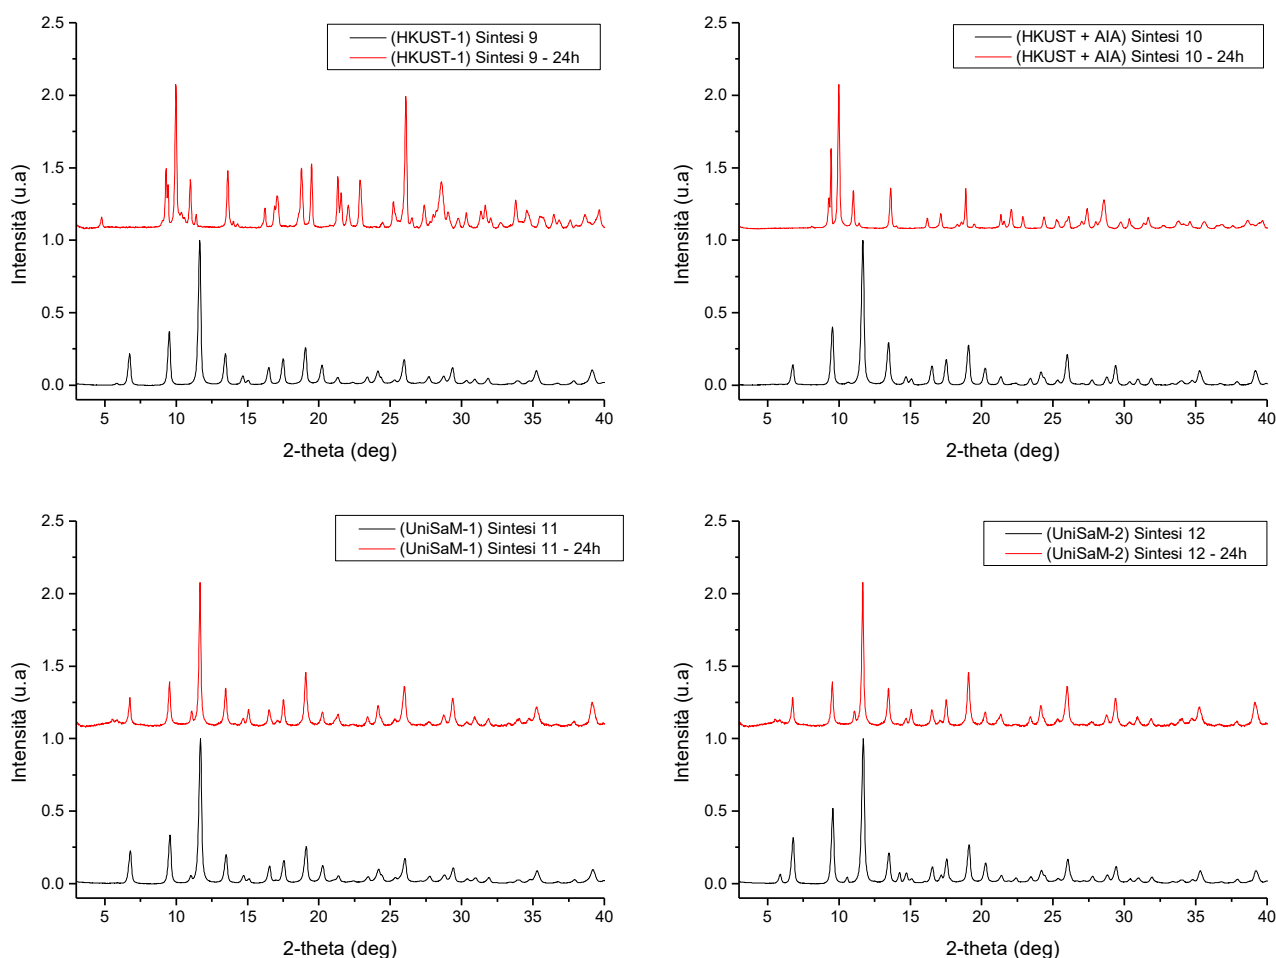 2.5
(HKUST-1) Sintesi 9
(HKUST-1) Sintesi 9 - 24h
2.0
1.5
1.0
0.5
0.0
Intensità (u.a)
5 10 15 20 25 30 35 40
2-theta (deg)
2.5
(HKUST + AIA) Sintesi 10
(HKUST + AIA) Sintesi 10 - 24h
2.0
1.5
1.0
0.5
0.0
Intensità (u.a)
5 10 15 20 25 30 35 40
2-theta (deg)
2.5
(UniSaM-1) Sintesi 11
(UniSaM-1) Sintesi 11 - 24h
2.0
1.5
1.0
0.5
0.0
Intensità (u.a)
5 10 15 20 25 30 35 40
2-theta (deg)
2.5
(UniSaM-2) Sintesi 12
(UniSaM-2) Sintesi 12 - 24h
2.0
1.5
1.0
0.5
0.0
Intensità (u.a)
5 10 15 20 25 30 35 40
2-theta (deg)